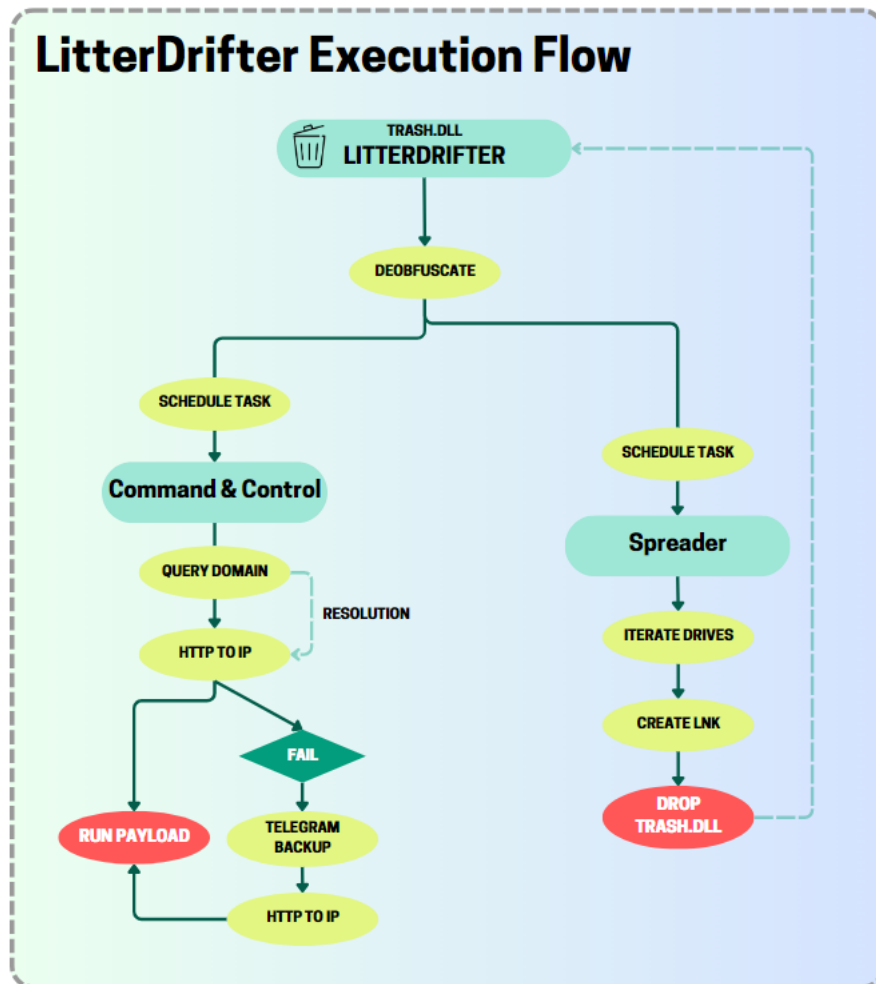 LitterDrifter Execution Flow
TRASH.DLL
LITTERDRIFTER
DEOBFUSCATE
SCHEDULE TASK
Command & Control
QUERY DOMAIN
RESOLUTION
HTTP TO IP
FAIL
RUN PAYLOAD
TELEGRAM
BACKUP
HTTP TO IP
SCHEDULE TASK
Spreader
ITERATE DRIVES
CREATE LNK
DROP
TRASH.DLL